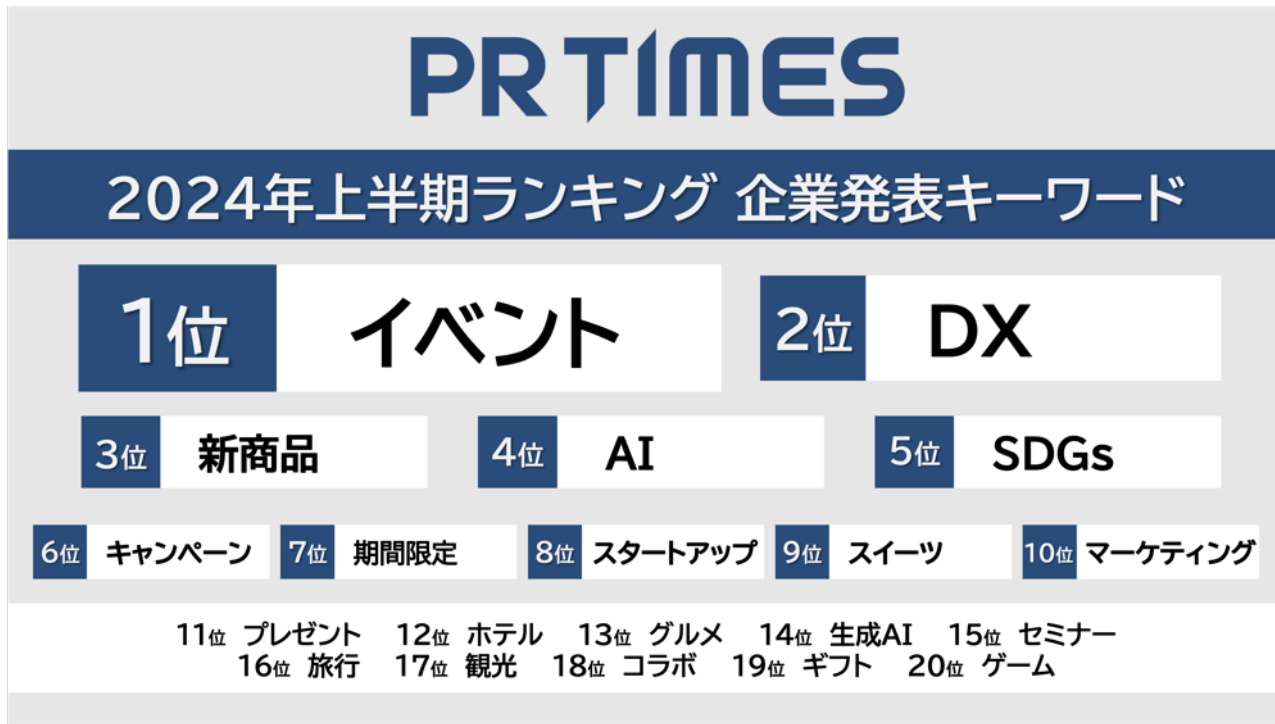 PR TIMES
2024年上半期ランキング 企業発表キーワード
1位 イベント 2位 DX
3位 新商品 4位 AI 5位 SDGs
6位 キャンペーン 7位 期間限定 8位 スタートアップ 9位 スイーツ 10位 マーケティング
11位 プレゼント 12位 ホテル 13位 グルメ 14位 生成AI 15位 セミナー
16位 旅行 17位 観光 18位 コラボ 19位 ギフト 20位 ゲーム